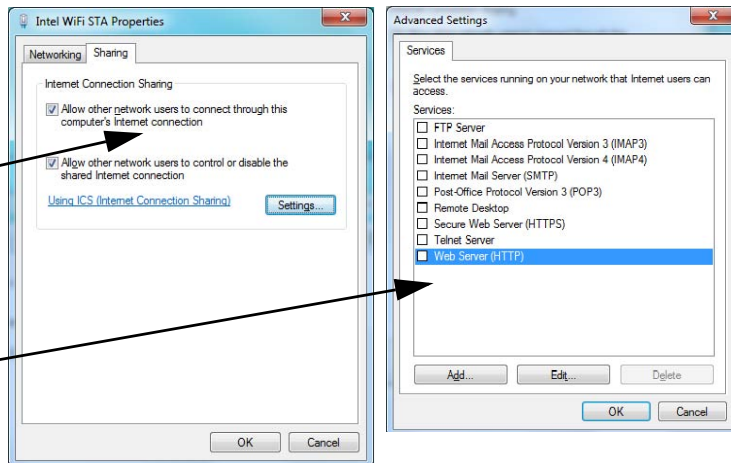 Intel WiFi STA Properties
Networking
Sharing
Internet Connection Sharing
Allow other network users to connect through this
computer's Internet connection
Allow other network users to control or disable the
shared Internet connection
Using ICS (Internet Connection Sharing)
Settings...
OK
Cancel
Advanced Settings
Services
Select the services running on your network that Internet users can
access.
Services:
FTP Server
Internet Mail Access Protocol Version 3 (IMAP3)
Internet Mail Access Protocol Version 4 (IMAP4)
Internet Mail Server (SMTP)
Post-Office Protocol Version 3 (POP3)
Remote Desktop
Secure Web Server (HTTPS)
Telnet Server
Web Server (HTTP)
Add...
Edit...
Delete
OK
Cancel